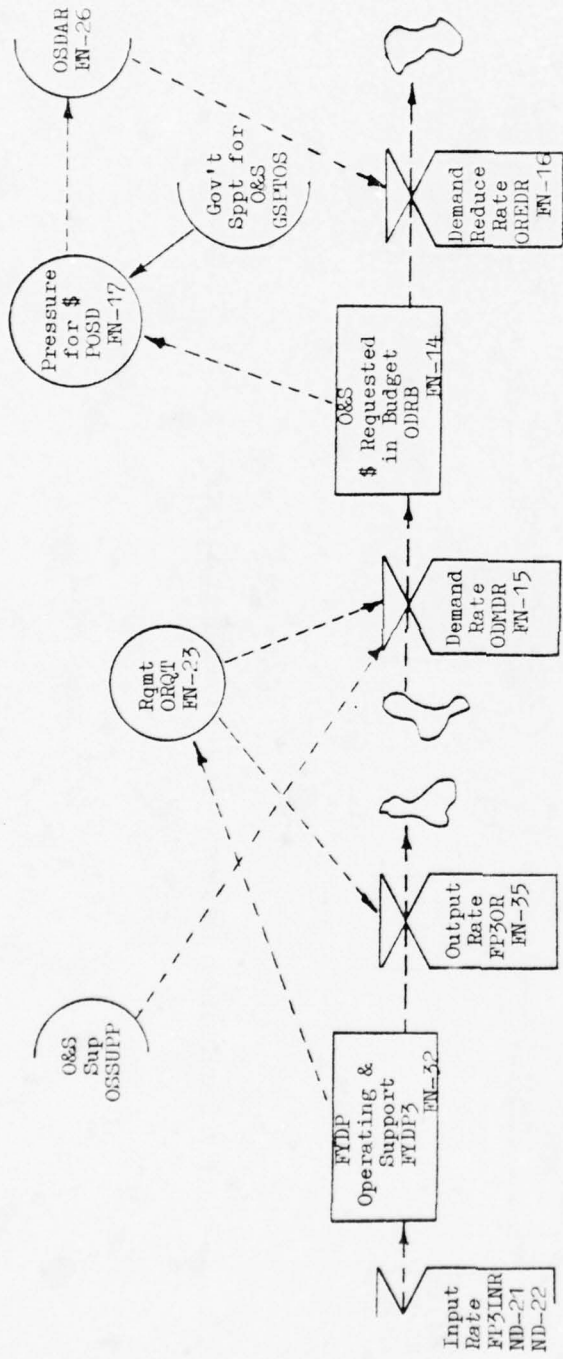 Input
Rate
FP3INR
ND-21
ND-22
FYDP
Operating &
Support
FYDP3
FN-32
O&S
Sup
OSSUPP
Output
Rate
FP3OR
FN-35
Rqmt
ORQT
FN-23
Demand
Rate
ODMDR
FN-15
O&S
$ Requested
in Budget
ODRB
FN-14
Pressure
for $
POSD
FN-17
Gov't
Sppt for
O&S
GSPTOS
OSDAR
FN-26
Demand
Reduce
Rate
OREDR
FN-16